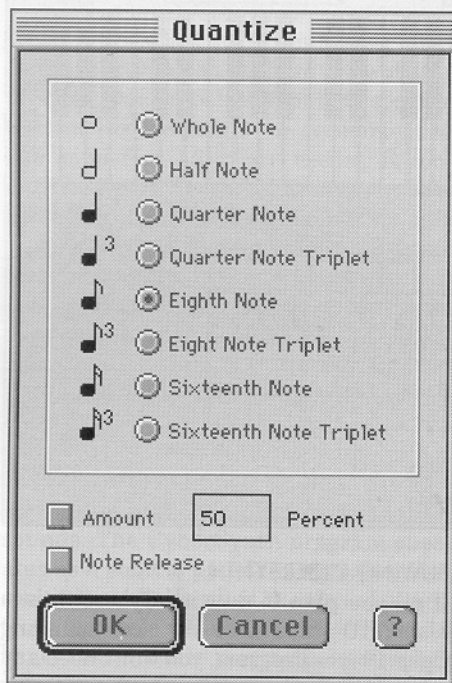 Quantize
Whole Note
Half Note
Quarter Note
3 Quarter Note Triplet
Eighth Note
3 Eight Note Triplet
Sixteenth Note
3 Sixteenth Note Triplet
Amount 50 Percent
Note Release
OK Cancel ?